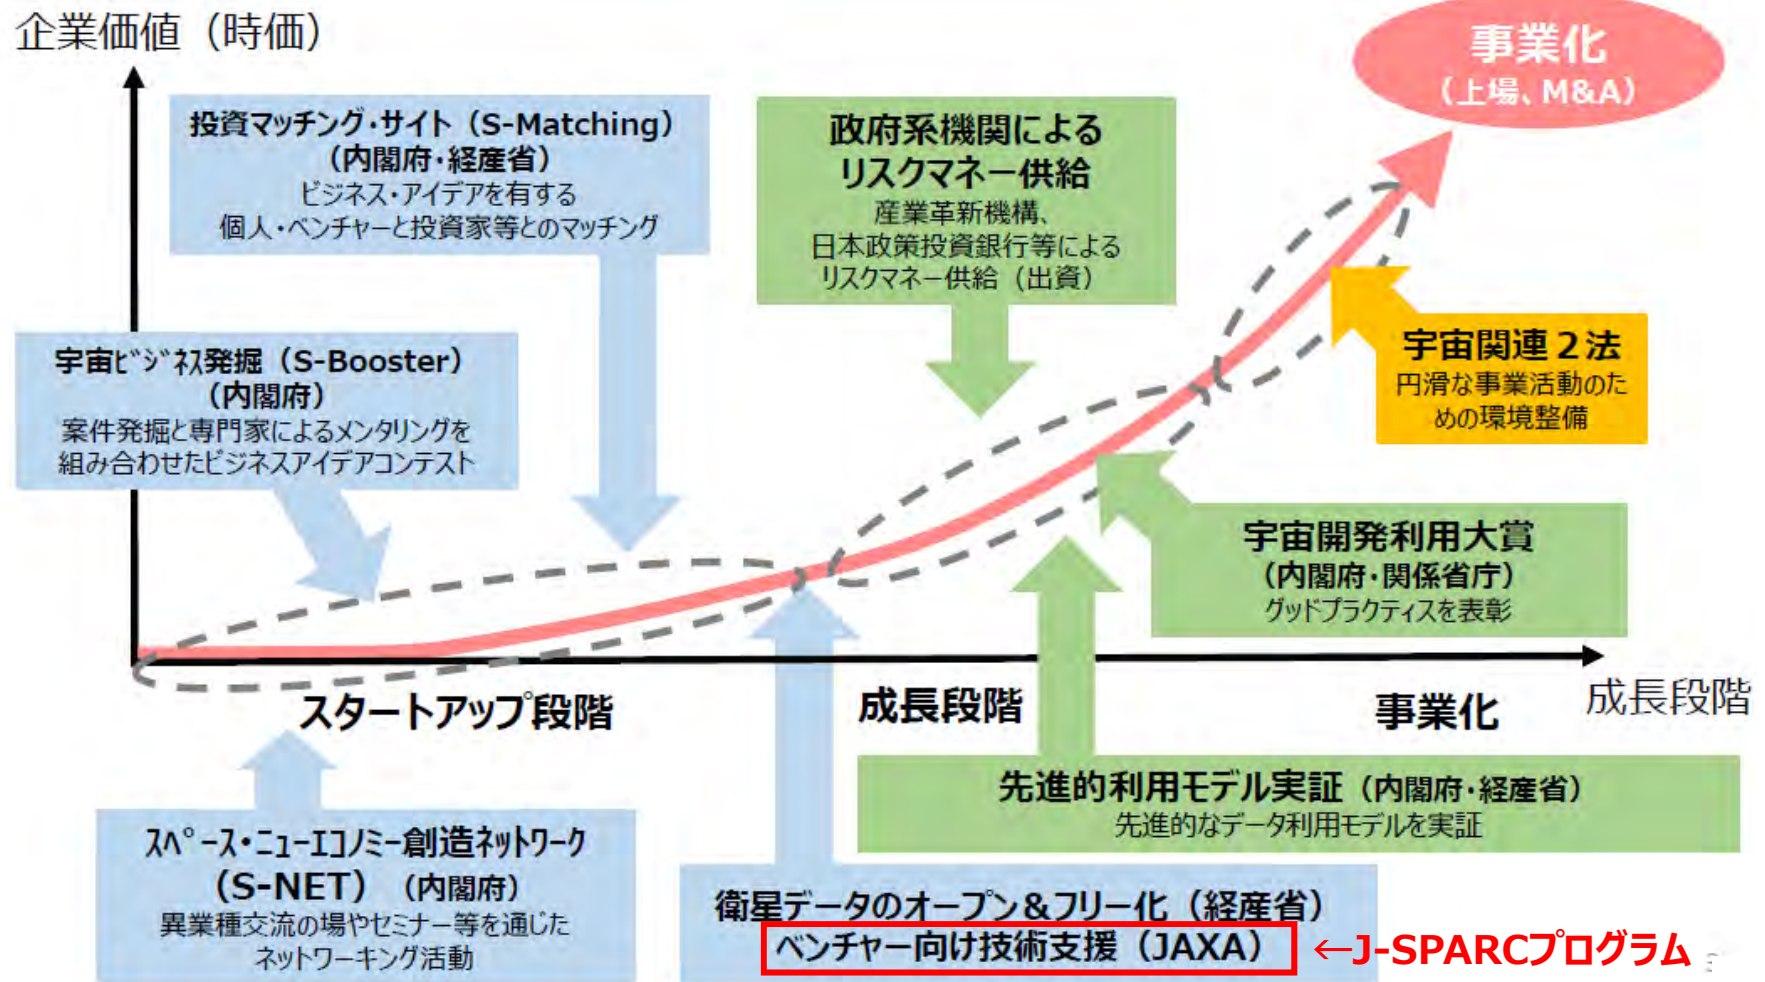 企業価値（時価）
事業化
（上場、M&A）
投資マッチング・サイト（S-Matching）
（内閣府・経産省）
ビジネス・アイデアを有する
個人・ベンチャーと投資家等とのマッチング
政府系機関による
リスクマネー供給
産業革新機構、
日本政策投資銀行等による
リスクマネー供給（出資）
宇宙ﾋﾞｼﾞﾈｽ発掘（S-Booster）
（内閣府）
案件発掘と専門家によるメンタリングを
組み合わせたビジネスアイデアコンテスト
宇宙関連２法
円滑な事業活動のた
めの環境整備
宇宙開発利用大賞
（内閣府・関係省庁）
グッドプラクティスを表彰
スタートアップ段階
成長段階
事業化
成長段階
先進的利用モデル実証（内閣府・経産省）
先進的なデータ利用モデルを実証
ｽﾍﾟｰｽ・ﾆｭｰｴｺﾉﾐｰ創造ﾈｯﾄﾜｰｸ
（S-NET）（内閣府）
異業種交流の場やセミナー等を通じた
ネットワーキング活動
衛星データのオープン＆フリー化（経産省）
ベンチャー向け技術支援（JAXA）
←J-SPARCプログラム